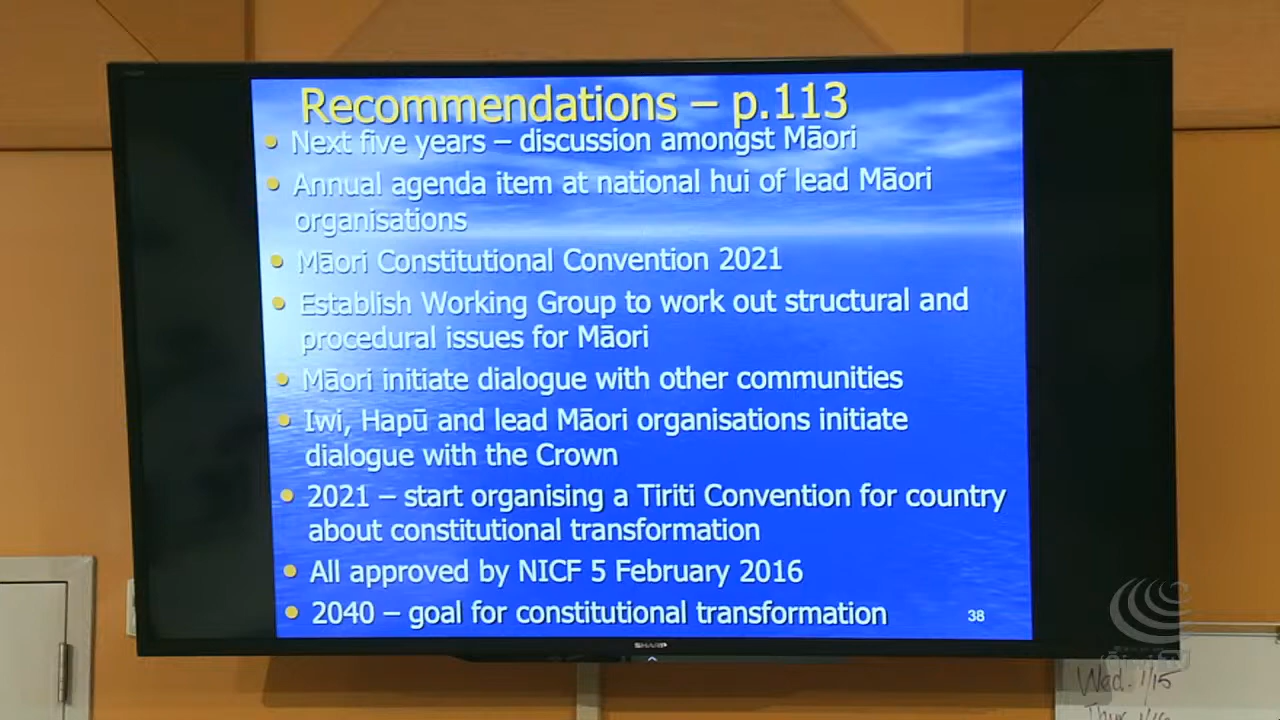 Recommendations – p.113
• Next five years – discussion amongst Māori
• Annual agenda item at national hui of lead Māori
organisations
• Māori Constitutional Convention 2021
• Establish Working Group to work out structural and
procedural issues for Māori
• Māori initiate dialogue with other communities
• Iwi, Hapū and lead Māori organisations initiate
dialogue with the Crown
• 2021 – start organising a Tiriti Convention for country
about constitutional transformation
• All approved by NICF 5 February 2016
• 2040 – goal for constitutional transformation
38
SHARP
Wed. 1/15
Thur.